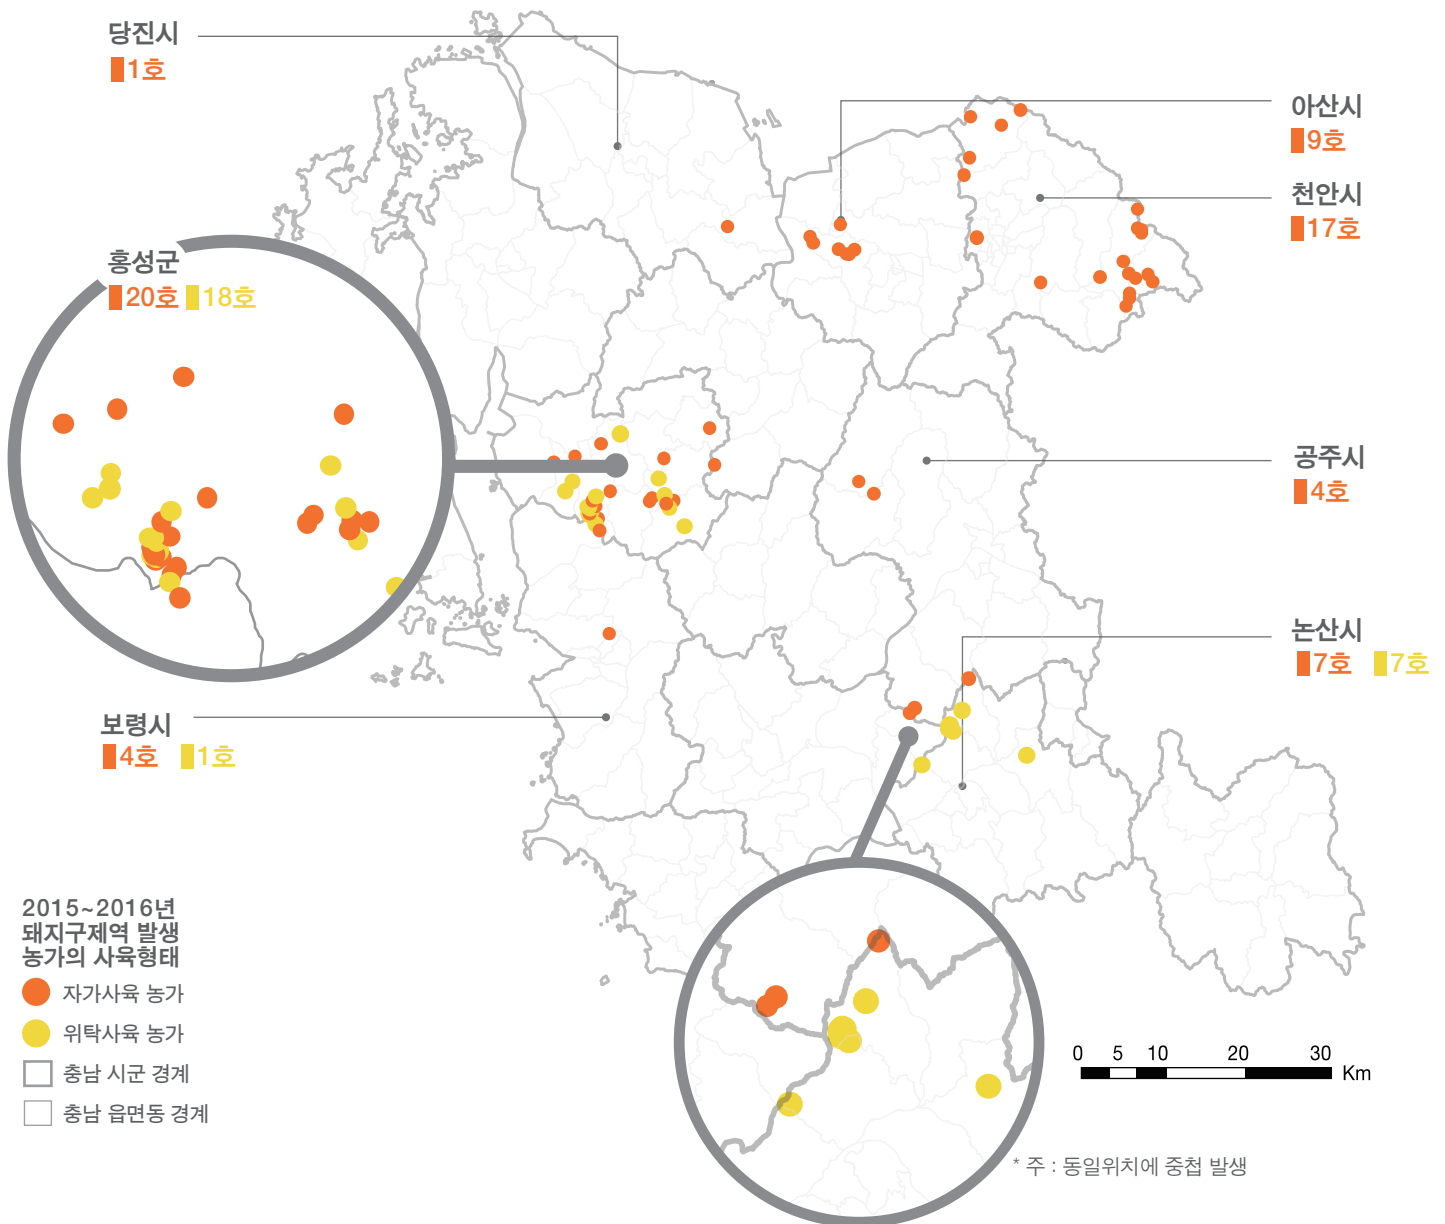 당진시
1호
아산시
9호
천안시
17호
홍성군
20호 18호
공주시
4호
논산시
7호 7호
보령시
4호 1호
2015~2016년
돼지구제역 발생
농가의 사육형태
자가사육 농가
위탁사육 농가
충남 시군 경계
충남 읍면동 경계
0 5 10 20 30
Km
* 주 : 동일위치에 중첩 발생